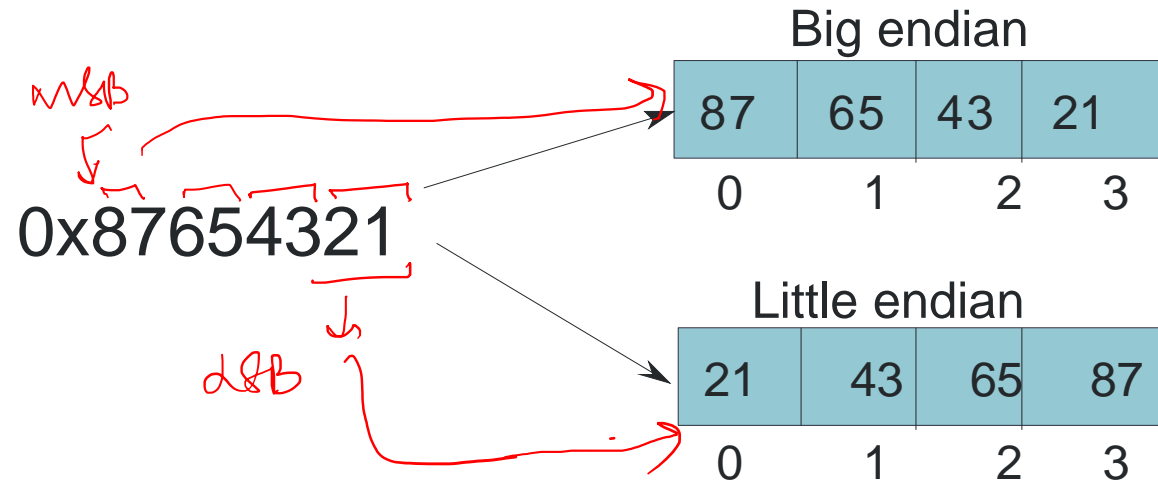 Big endian
MSB
87 65 43 21
0 1 2 3
0x87654321
Little endian
LSB
21 43 65 87
0 1 2 3